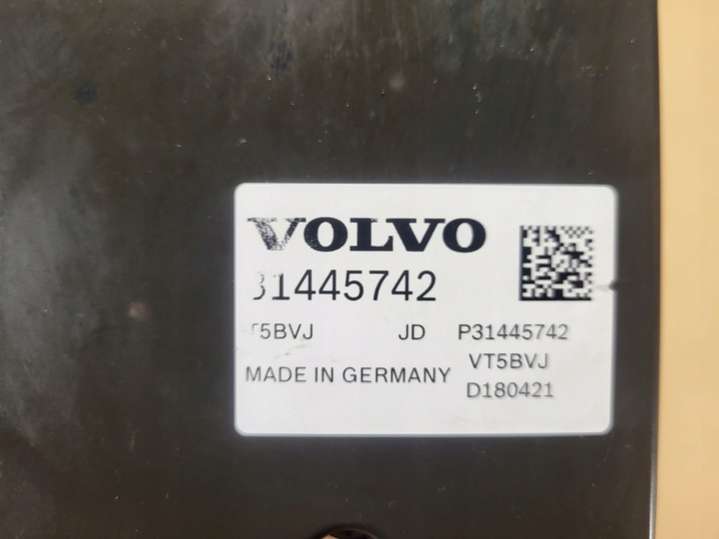 VOLVO
31445742
T5BVJ JD P31445742
VT5BVJ
MADE IN GERMANY
D180421